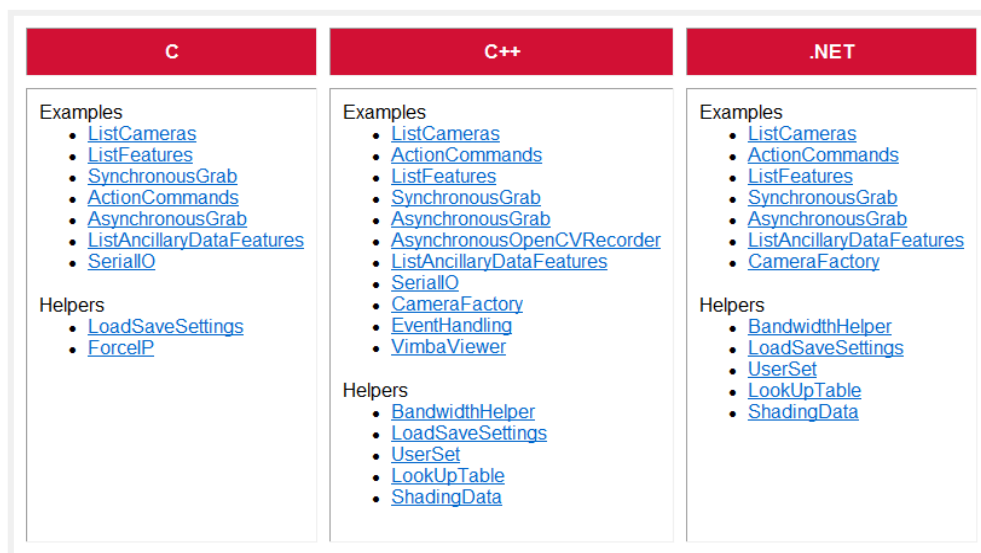 C
Examples
ListCameras
ListFeatures
SynchronousGrab
ActionCommands
AsynchronousGrab
ListAncillaryDataFeatures
SerialIO
Helpers
LoadSaveSettings
ForceIP
C++
Examples
ListCameras
ActionCommands
ListFeatures
SynchronousGrab
AsynchronousGrab
AsynchronousOpenCVRecorder
ListAncillaryDataFeatures
SerialIO
CameraFactory
EventHandling
VimbaViewer
Helpers
BandwidthHelper
LoadSaveSettings
UserSet
LookUpTable
ShadingData
.NET
Examples
ListCameras
ActionCommands
ListFeatures
SynchronousGrab
AsynchronousGrab
ListAncillaryDataFeatures
CameraFactory
Helpers
BandwidthHelper
LoadSaveSettings
UserSet
LookUpTable
ShadingData